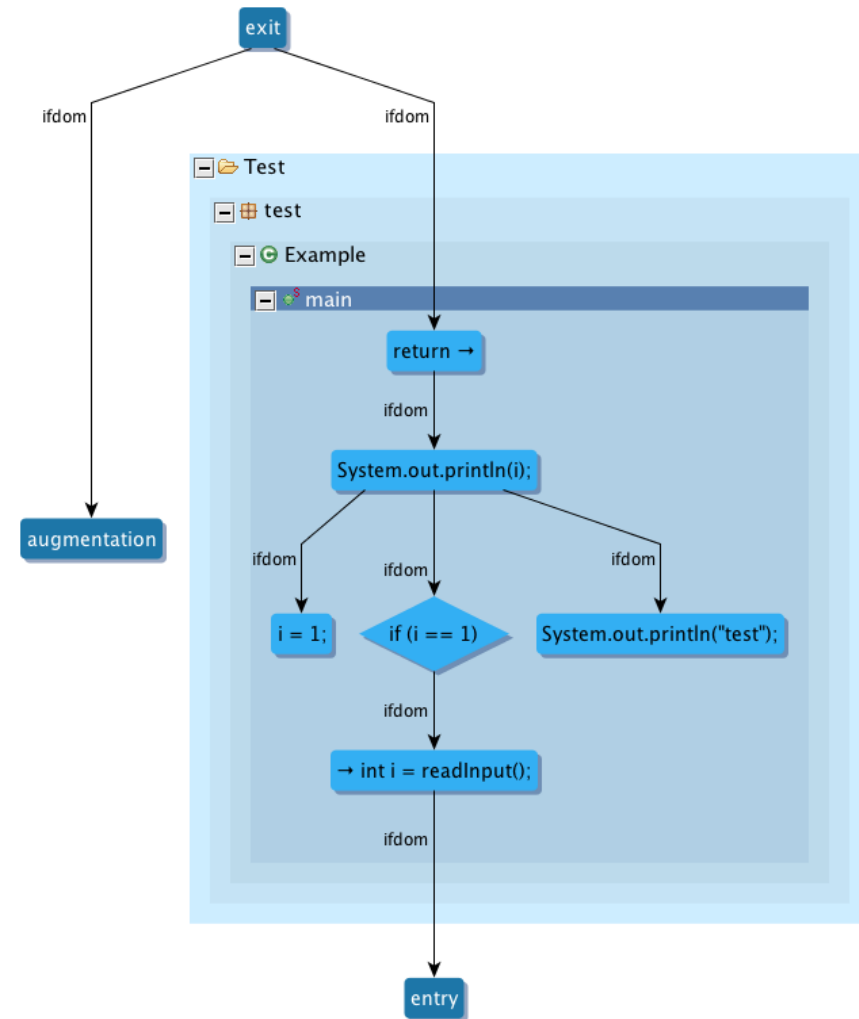 exit
ifdom
ifdom
Test
test
Example
main
return →
ifdom
System.out.println(i);
augmentation
ifdom
ifdom
ifdom
i = 1;
if (i == 1)
System.out.println("test");
ifdom
→ int i = readInput();
ifdom
entry